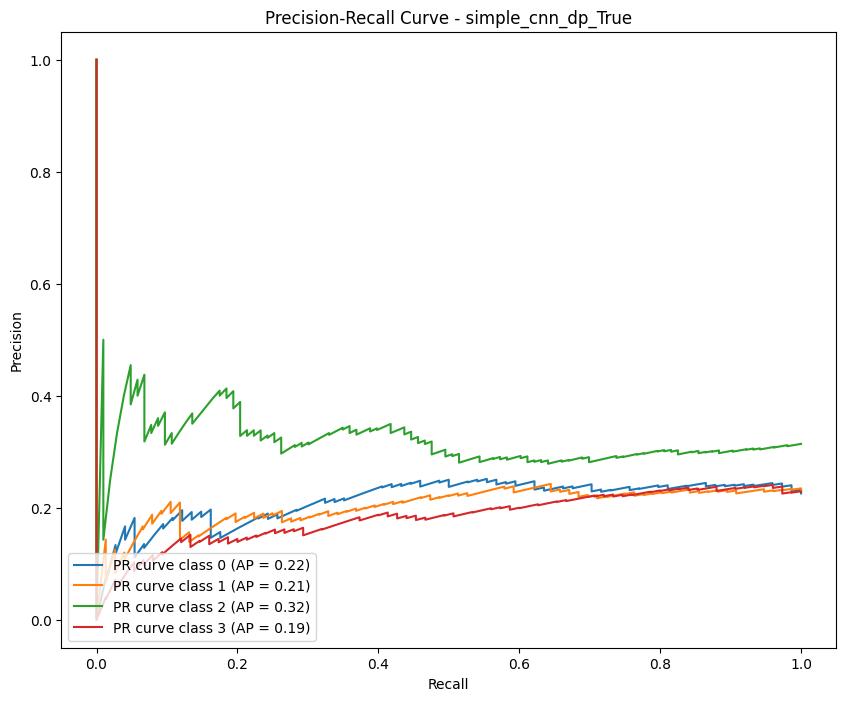 Precision-Recall Curve - simple_cnn_dp_True
Precision
1.0
0.8
0.6
0.4
0.2
0.0
PR curve class 0 (AP = 0.22)
PR curve class 1 (AP = 0.21)
PR curve class 2 (AP = 0.32)
PR curve class 3 (AP = 0.19)
0.0 0.2 0.4 0.6 0.8 1.0
Recall